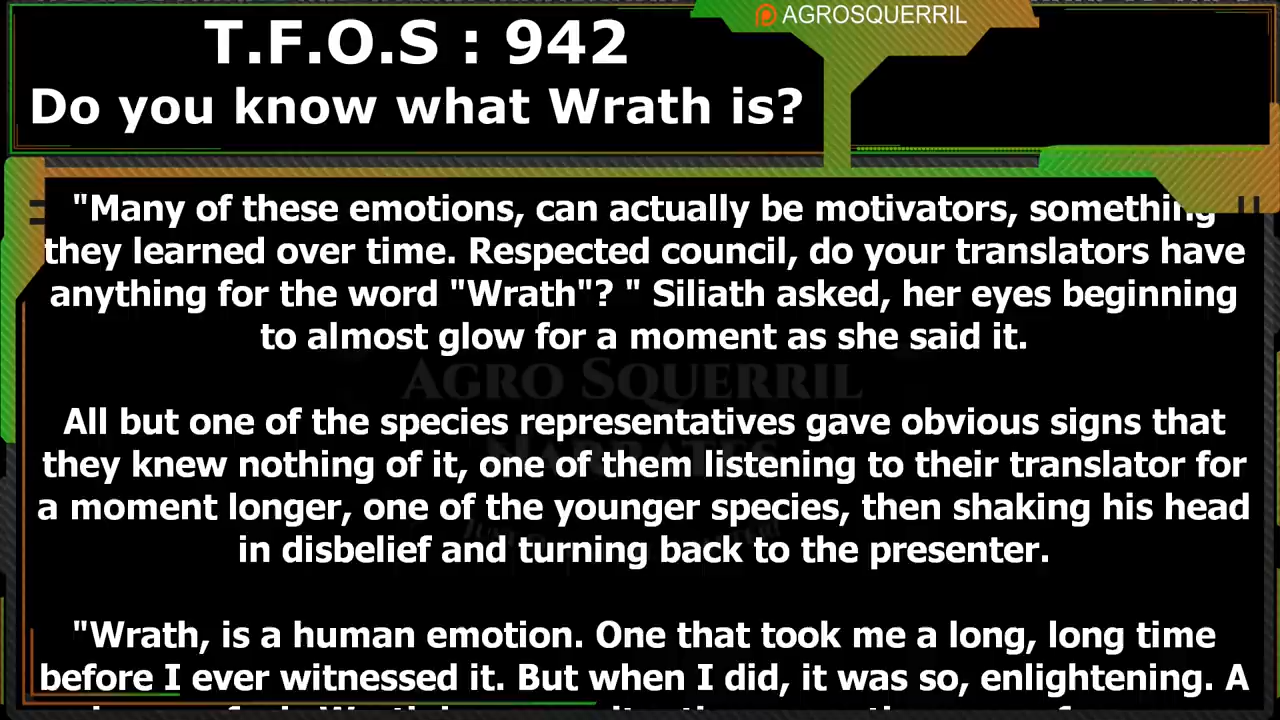 AGROSQUERRIL
T.F.O.S : 942
Do you know what Wrath is?
"Many of these emotions, can actually be motivators, something
they learned over time. Respected council, do your translators have
anything for the word "Wrath"? " Siliath asked, her eyes beginning
to almost glow for a moment as she said it.
AGRO SQUERRIL
NARRATES
All but one of the species representatives gave obvious signs that
they knew nothing of it, one of them listening to their translator for
a moment longer, one of the younger species, then shaking his head
in disbelief and turning back to the presenter.
"Wrath, is a human emotion. One that took me a long, long time
before I ever witnessed it. But when I did, it was so, enlightening. A